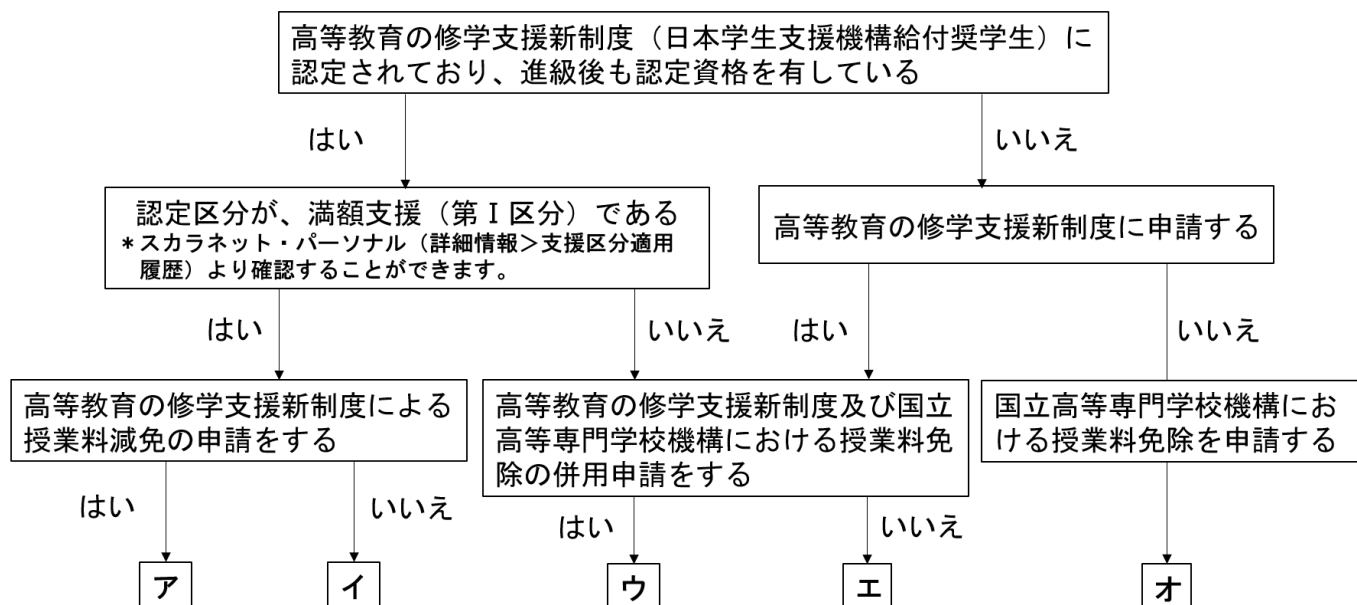 高等教育の修学支援新制度（日本学生支援機構給付奨学生）に
認定されており、進級後も認定資格を有している
はい
いいえ
認定区分が、満額支援（第Ⅰ区分）である
＊スカラネット・パーソナル（詳細情報＞支援区分適用
履歴）より確認することができます。
高等教育の修学支援新制度に申請する
はい
いいえ
はい
いいえ
高等教育の修学支援新制度による
授業料減免の申請をする
高等教育の修学支援新制度及び国立
高等専門学校機構における授業料免
除の併用申請をする
国立高等専門学校機構にお
ける授業料免除を申請する
はい
いいえ
はい
いいえ
ア
イ
ウ
エ
オ